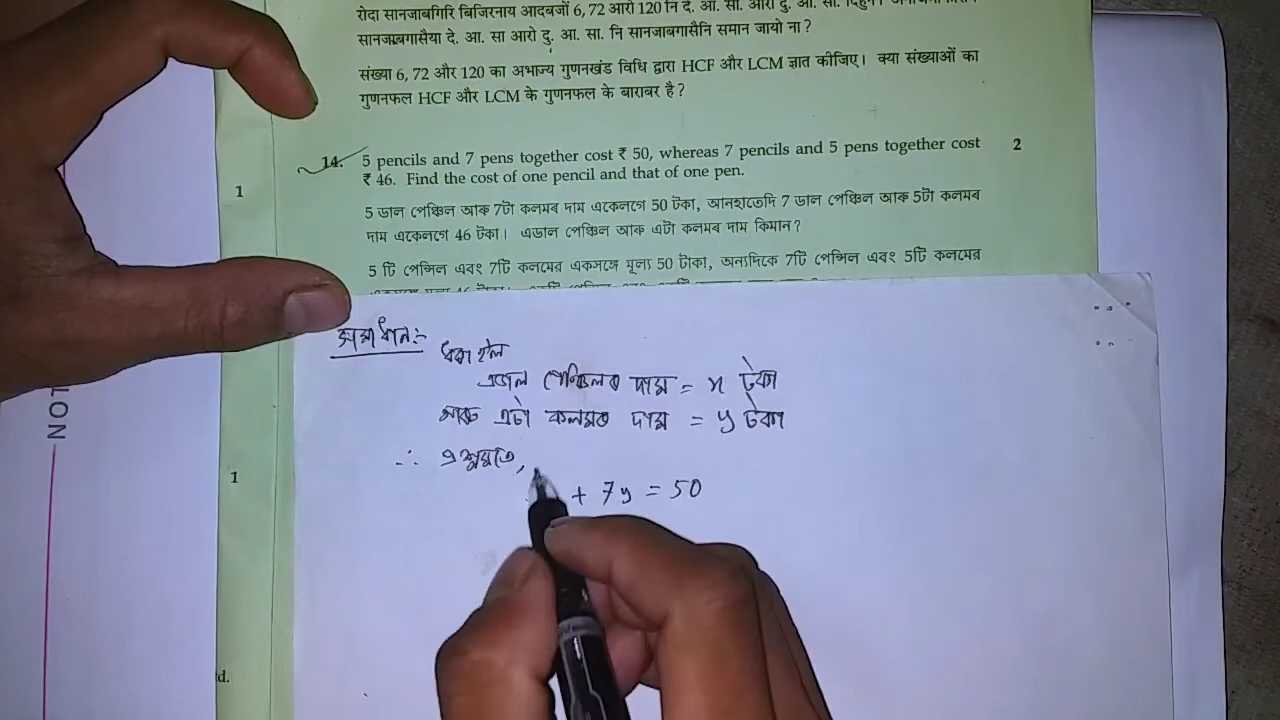 रोदा सानजाबगिरि बिजिरनाय आदबजों 6, 72 आरो 120 नि दे. आ. सा. आरो दु. आ. सा.
सानजाबगासैया दे. आ. सा आरो दु. आ. सा. नि सानजाबगासैनि समान जायो ना ?
संख्या 6, 72 और 120 का अभाज्य गुणनखंड विधि द्वारा HCF और LCM ज्ञात कीजिए। क्या संख्याओं का
गुणनफल HCF और LCM के गुणनफल के बाराबर है ?
14. 5 pencils and 7 pens together cost ₹ 50, whereas 7 pencils and 5 pens together cost 2
₹ 46. Find the cost of one pencil and that of one pen.
1
5 ডাল পেঞ্চিল আৰু 7টা কলমৰ দাম একেলগে 50 টকা, আনহাতেদি 7 ডাল পেঞ্চিল আৰু 5টা কলমৰ
দাম একেলগে 46 টকা। এডাল পেঞ্চিল আৰু এটা কলমৰ দাম কিমান ?
5 টি পেন্সিল এবং 7টি কলমের একসঙ্গে মূল্য 50 টাকা, অন্যদিকে 7টি পেন্সিল এবং 5টি কলমের
সমাধান:-
ধৰা হ'ল
এডাল পেঞ্চিলৰ দাম = x টকা
আৰু এটা কলমৰ দাম = y টকা
∴ প্ৰশ্নমতে,
+ 7y = 50
NOT
1
d.